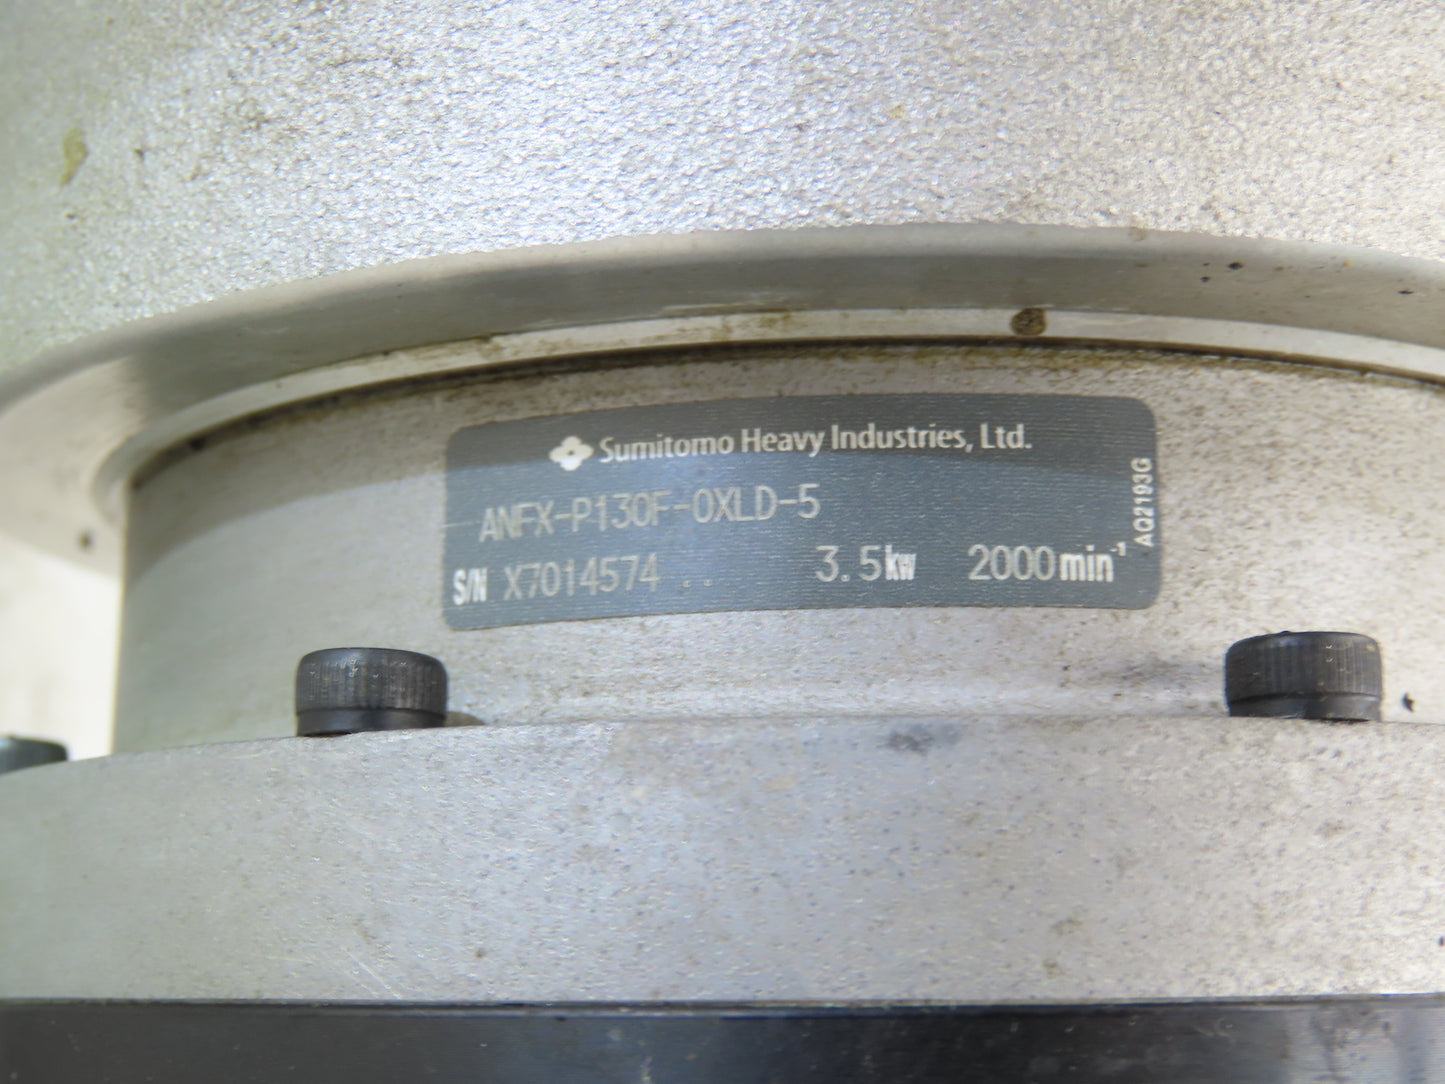 Sumitomo Heavy Industries, Ltd.
ANFX-P130F-0XLD-5
S/N X7014574 .. 3.5kW 2000min⁻¹
AQ2193G